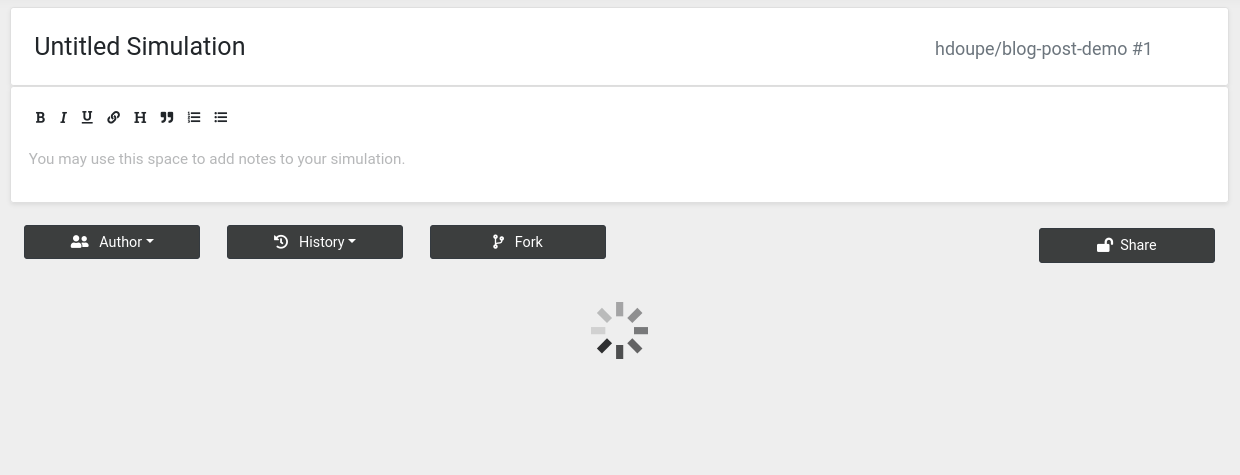 Untitled Simulation
hdoupe/blog-post-demo #1
B I U H
You may use this space to add notes to your simulation.
Author History Fork Share